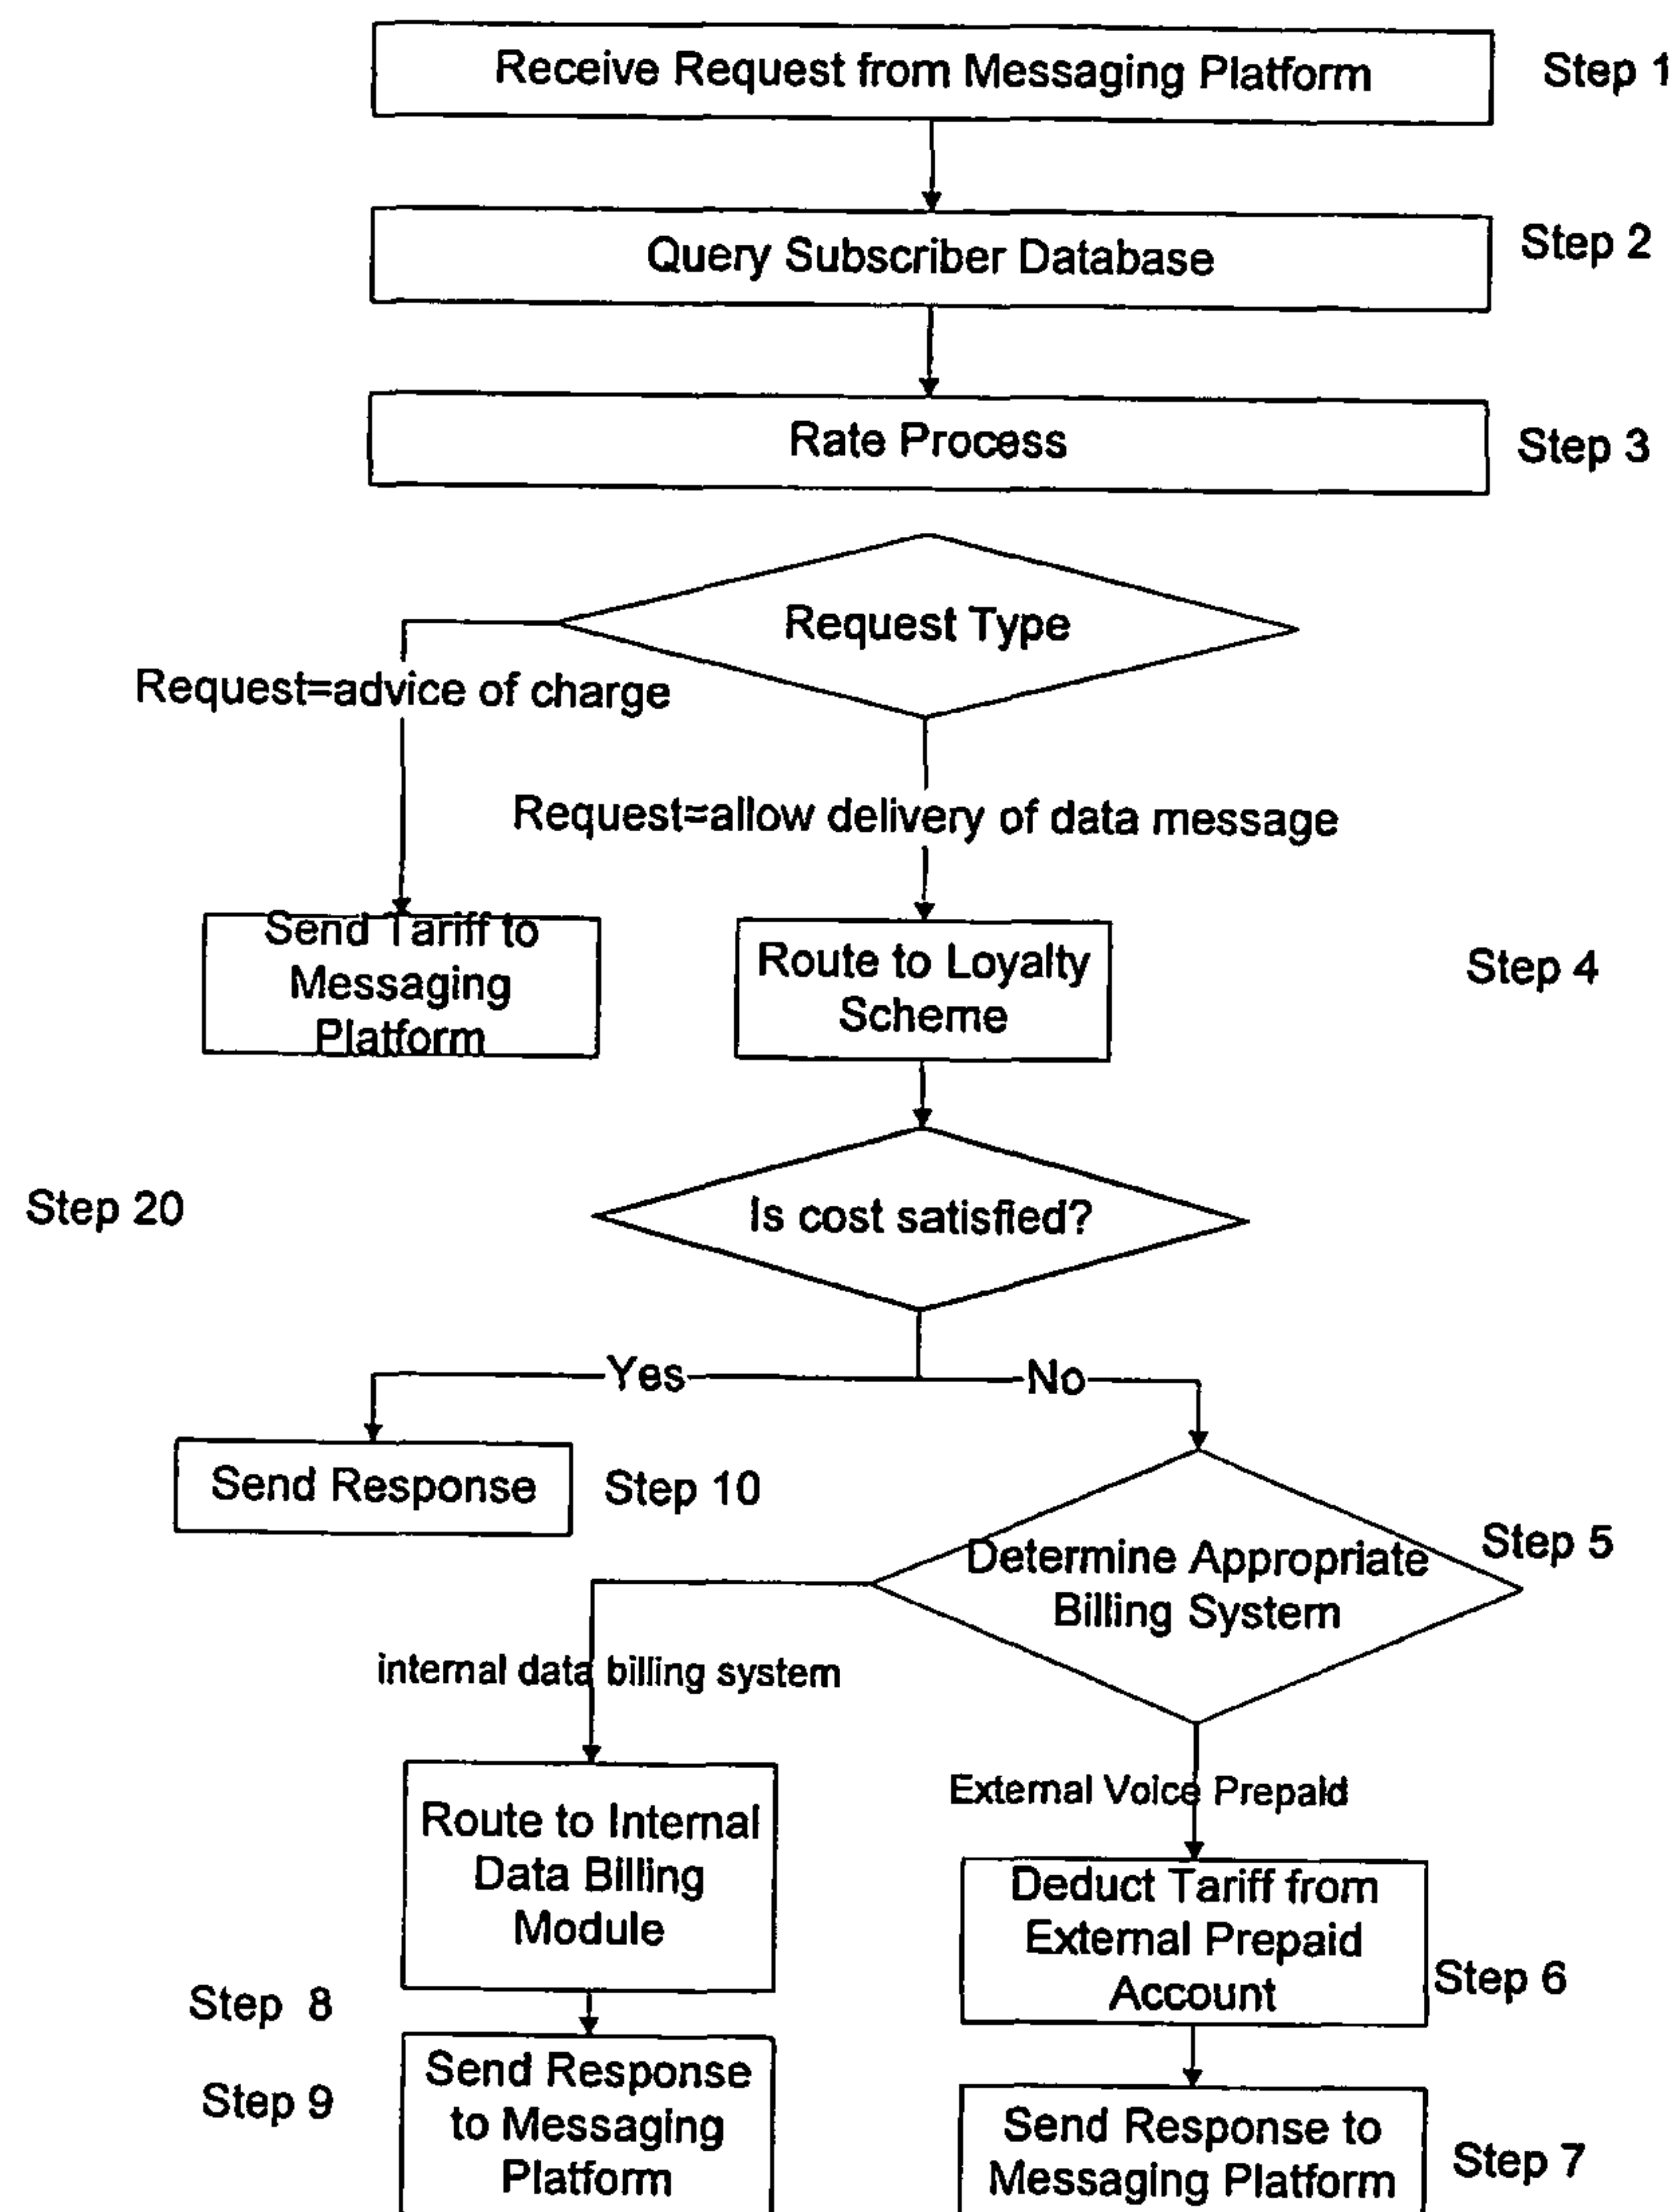 Receive Request from Messaging Platform
Step 1
Query Subscriber Database
Step 2
Rate Process
Step 3
Request Type
Request=advice of charge
Request=allow delivery of data message
Send Tariff to
Messaging
Platform
Route to Loyalty
Scheme
Step 4
Step 20
Is cost satisfied?
Yes
No
Send Response
Step 10
Determine Appropriate
Billing System
Step 5
internal data billing system
External Voice Prepaid
Route to Internal
Data Billing
Module
Deduct Tariff from
External Prepaid
Account
Step 6
Step 8
Send Response
to Messaging
Platform
Step 9
Send Response to
Messaging Platform
Step 7